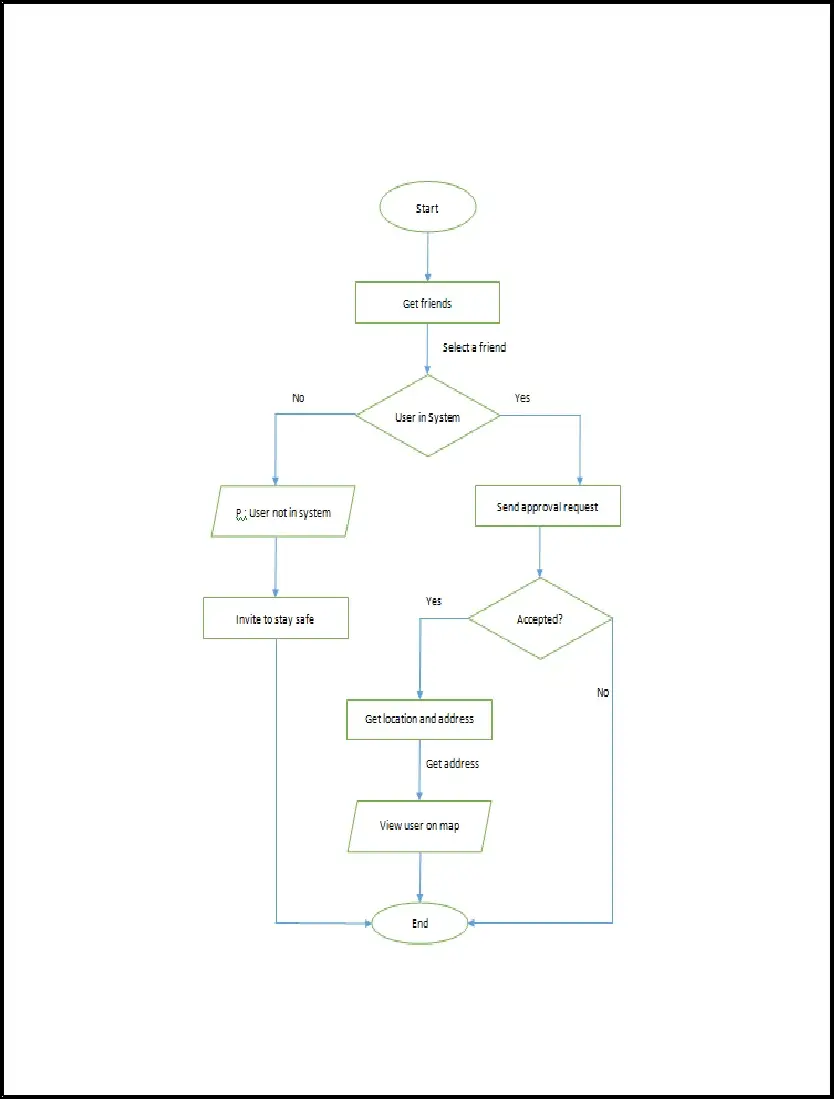 Start
Get friends
Select a friend
No
Yes
User in System
P : User not in system
Send approval request
Yes
Invite to stay safe
Accepted?
No
Get location and address
Get address
View user on map
End